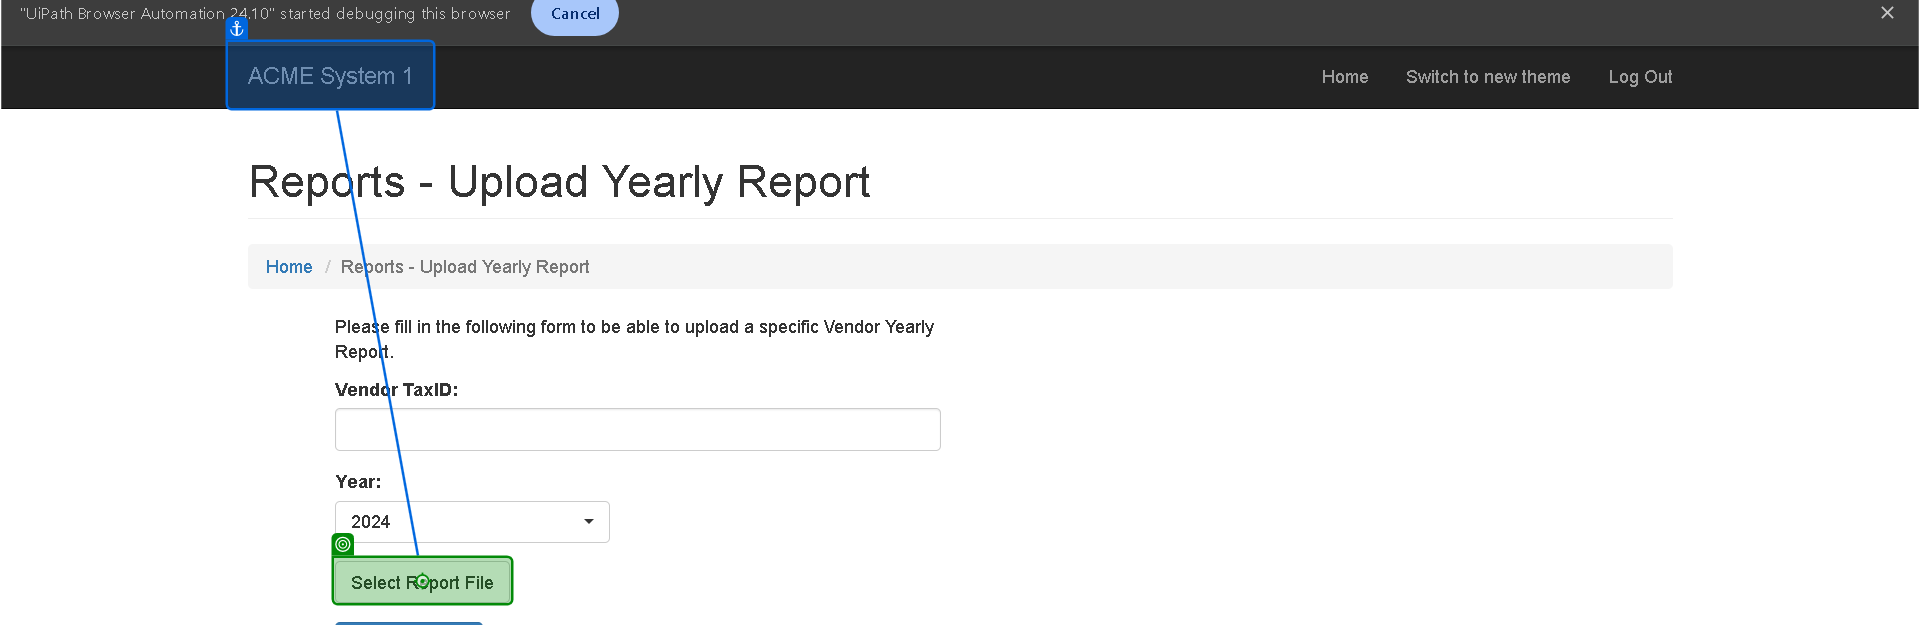 "UiPath Browser Automation 24.10" started debugging this browser
Cancel
ACME System 1
Home
Switch to new theme
Log Out
Reports - Upload Yearly Report
Home / Reports - Upload Yearly Report
Please fill in the following form to be able to upload a specific Vendor Yearly
Report.
Vendor TaxID:
Year:
2024
Select Report File